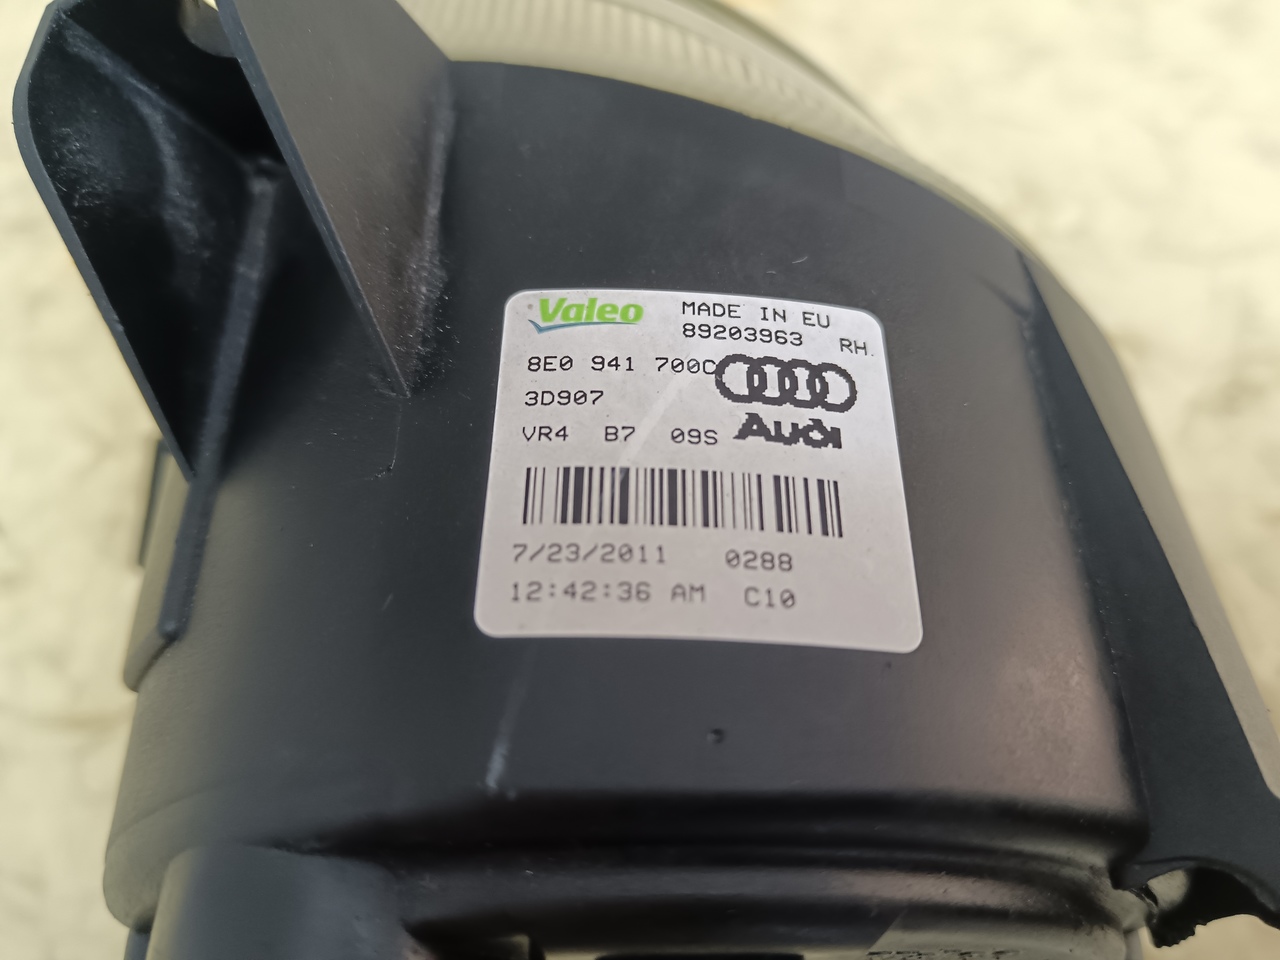 Valeo MADE IN EU
89203963 RH.
8E0 941 700C
3D907
VR4 B7 09S Audi
7/23/2011 0288
12:42:36 AM C10